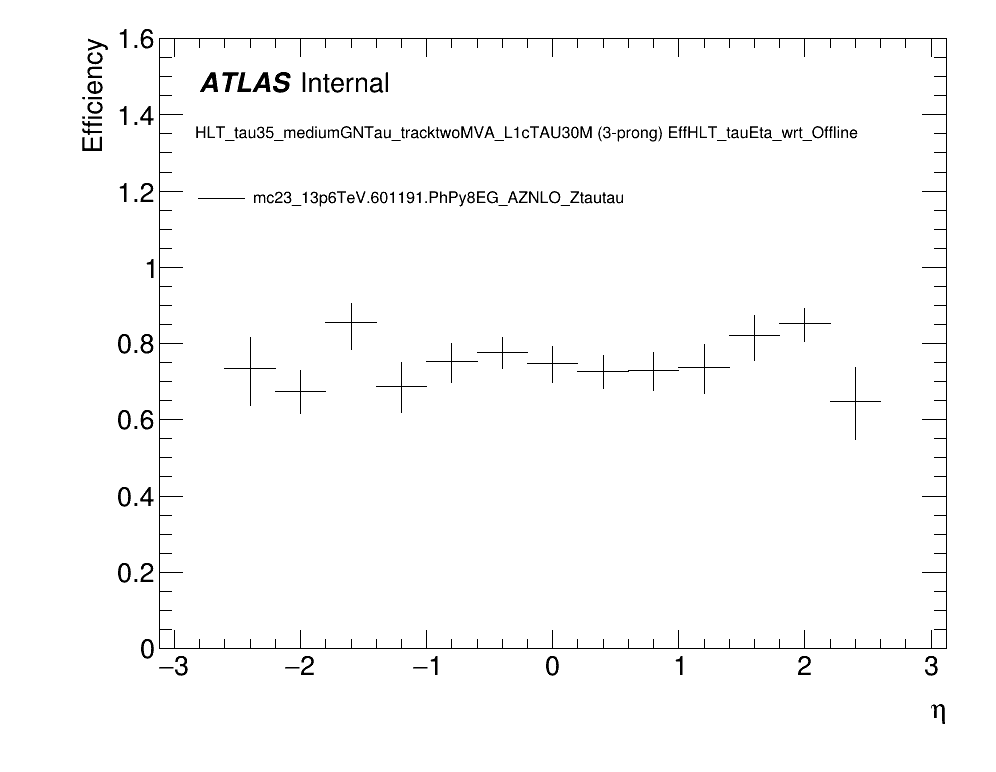 1.6
Efficiency
ATLAS Internal
1.4
HLT_tau35_mediumGNTau_tracktwoMVA_L1cTAU30M (3-prong) EffHLT_tauEta_wrt_Offline
1.2
mc23_13p6TeV.601191.PhPy8EG_AZNLO_Ztautau
1
0.8
0.6
0.4
0.2
0
−3 −2 −1 0 1 2 3
η